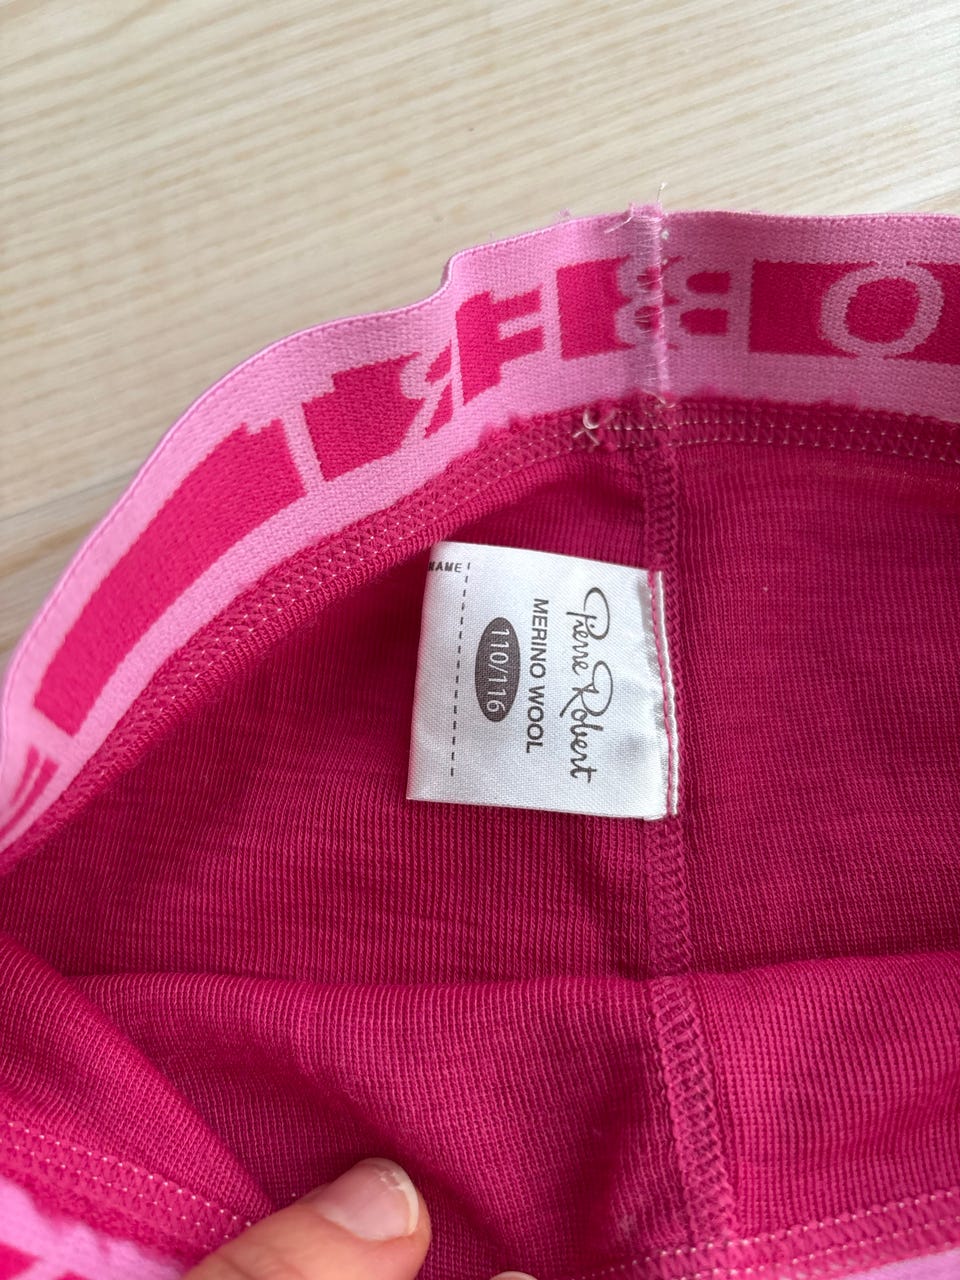 Pierre Robert
MERINO WOOL
110/116
NAME